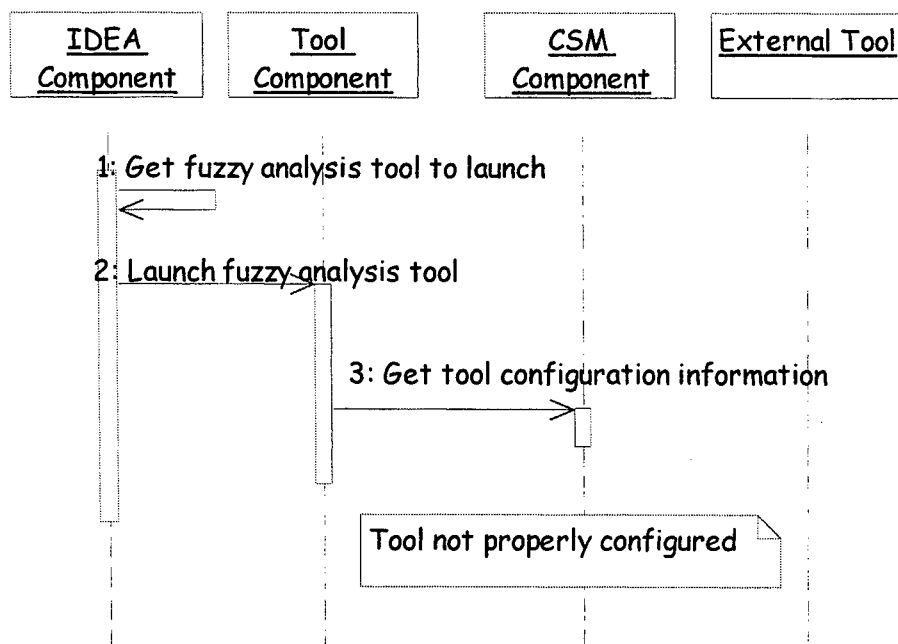 IDEA
Component
Tool
Component
CSM
Component
External Tool
1: Get fuzzy analysis tool to launch
2: Launch fuzzy analysis tool
3: Get tool configuration information
Tool not properly configured